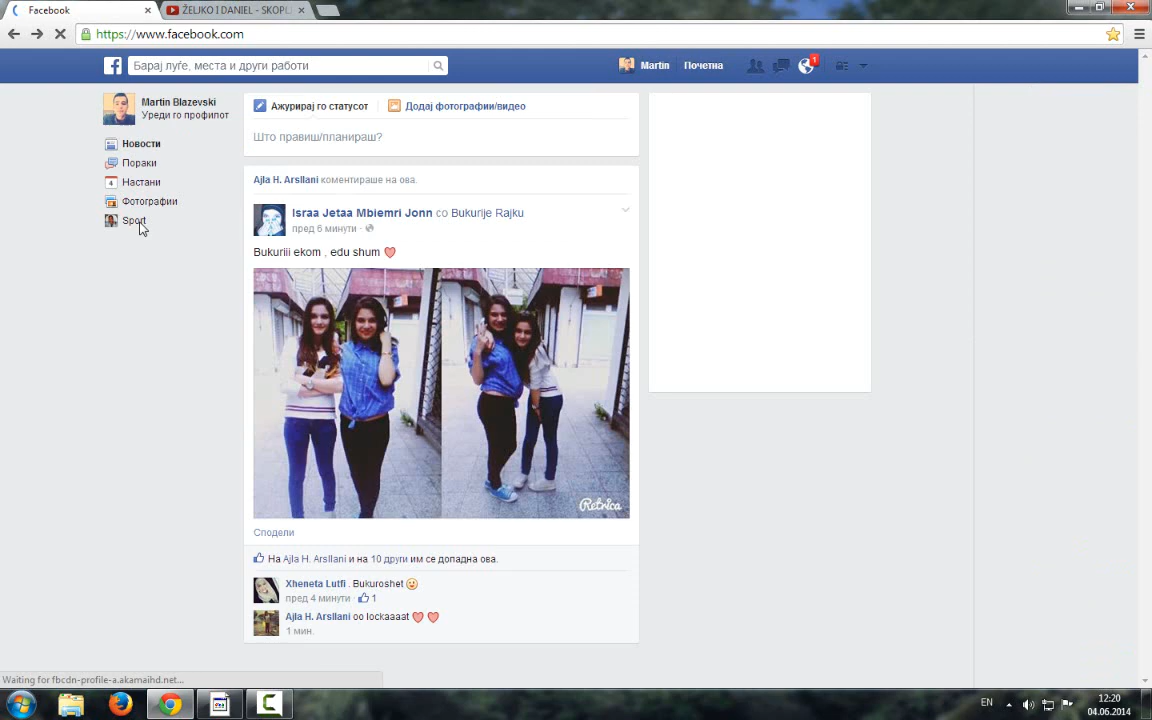 Facebook
ŽELJKO I DANIEL - SKOPL
https://www.facebook.com
Барај луѓе, места и други работи
Martin
Почетна
1
Martin Blazevski
Уреди го профилот
Новости
Пораки
4
Настани
Фотографии
Sport
Ажурирај го статусот
Додај фотографии/видео
Што правиш/планираш?
Ajla H. Arsllani коментираше на ова.
Israa Jetaa Mbiemri Jonn со Bukurije Rajku
пред 6 минути ·
Bukuriii ekom , edu shum
Retrica
Сподели
На Ajla H. Arsllani и на 10 други им се допадна ова.
Xheneta Lutfi . Bukuroshet
пред 4 минути · 1
Ajla H. Arsllani oo lockaaaat
1 мин.
Waiting for fbcdn-profile-a.akamaihd.net...
EN
12:20
04.06.2014